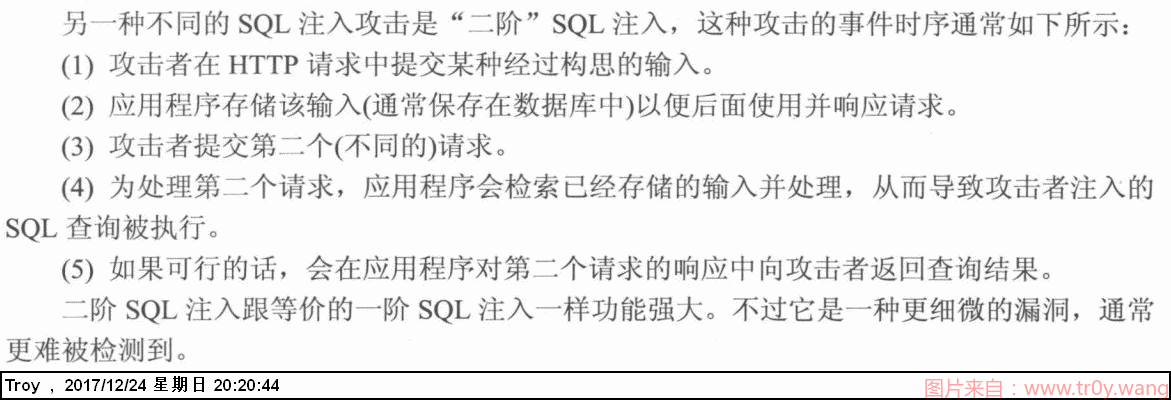 另一种不同的 SQL 注入攻击是“二阶”SQL 注入，这种攻击的事件时序通常如下所示：
(1) 攻击者在 HTTP 请求中提交某种经过构思的输入。
(2) 应用程序存储该输入(通常保存在数据库中)以便后面使用并响应请求。
(3) 攻击者提交第二个(不同的)请求。
(4) 为处理第二个请求，应用程序会检索已经存储的输入并处理，从而导致攻击者注入的
SQL 查询被执行。
(5) 如果可行的话，会在应用程序对第二个请求的响应中向攻击者返回查询结果。
二阶 SQL 注入跟等价的一阶 SQL 注入一样功能强大。不过它是一种更细微的漏洞，通常
更难被检测到。
Troy , 2017/12/24 星期日 20:20:44
图片来自：www.tr0y.wang